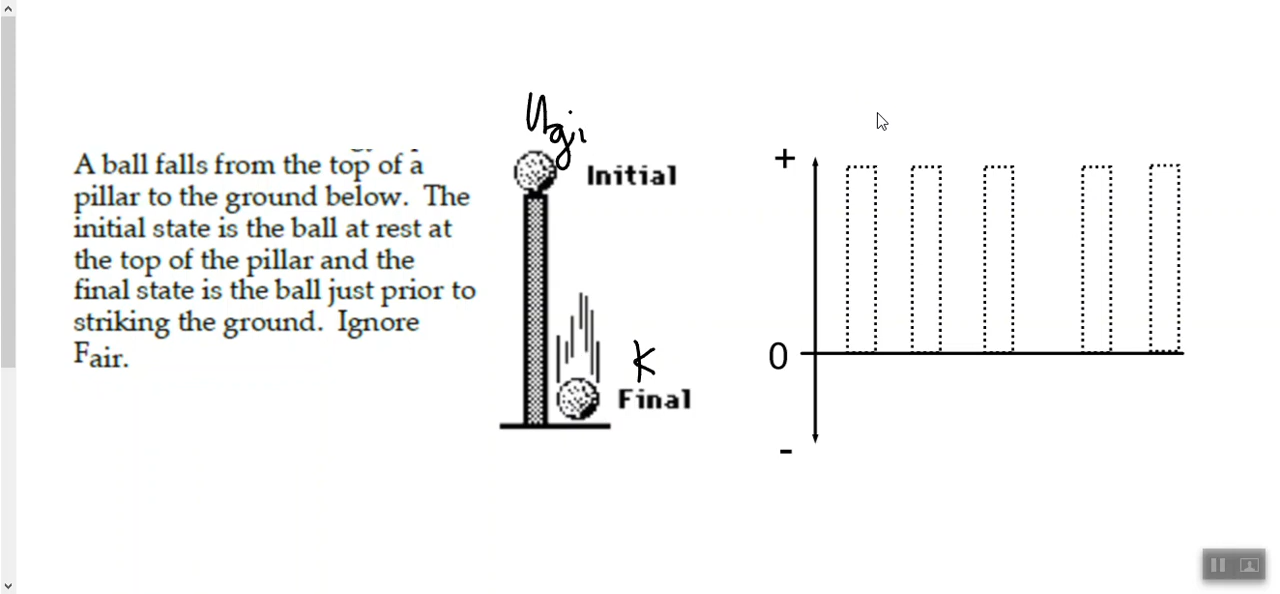 A ball falls from the top of a
pillar to the ground below. The
initial state is the ball at rest at
the top of the pillar and the
final state is the ball just prior to
striking the ground. Ignore
Fair.
Ugi
Initial
K
Final
+
0
-